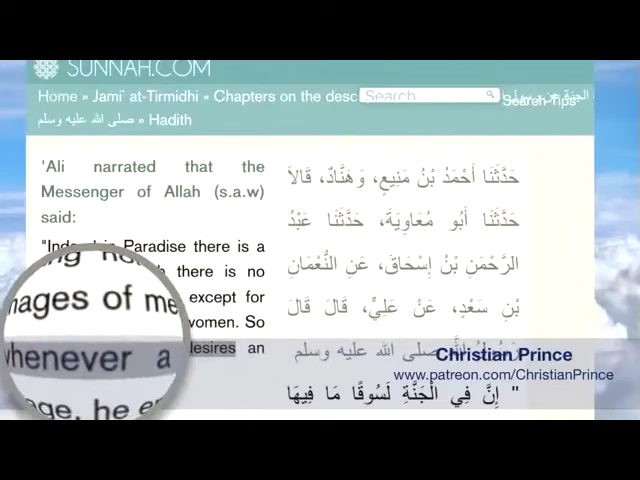 SUNNAH.COM
Home » Jami` at-Tirmidhi » Chapters on the desc
Search
Search Tips
صلى الله عليه وسلم » Hadith
'Ali narrated that the
Messenger of Allah (s.a.w)
said:
Paradise there is a
there is no
except for
women. So
desires an
nages of me
whenever a
age, he en
حَدَّثَنَا أَحْمَدُ بْنُ مَنِيعٍ، وَهَنَّادٌ، قَالاَ
حَدَّثَنَا أَبُو مُعَاوِيَةَ، حَدَّثَنَا عَبْدُ
الرَّحْمَنِ بْنُ إِسْحَاقَ، عَنِ النُّعْمَانِ
بْنِ سَعْدٍ، عَنْ عَلِيٍّ، قَالَ قَالَ
صلى الله عليه وسلم
" إِنَّ فِي الْجَنَّةِ لَسُوقًا مَا فِيهَا
Christian Prince
www.patreon.com/ChristianPrince